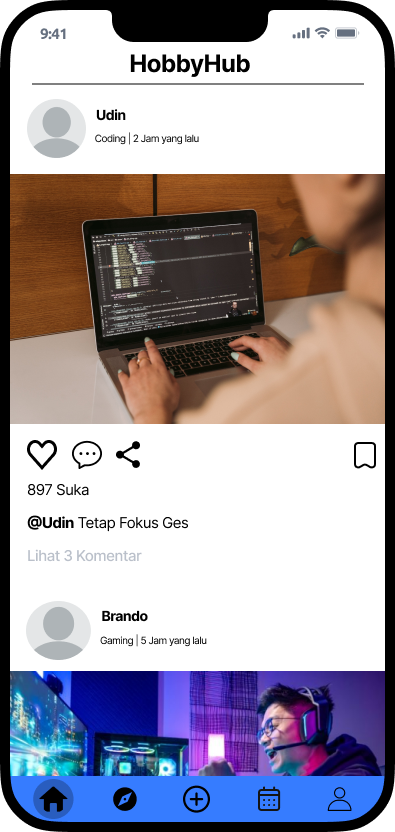 9:41
HobbyHub
Udin
Coding | 2 Jam yang lalu
897 Suka
@Udin Tetap Fokus Ges
Lihat 3 Komentar
Brando
Gaming | 5 Jam yang lalu